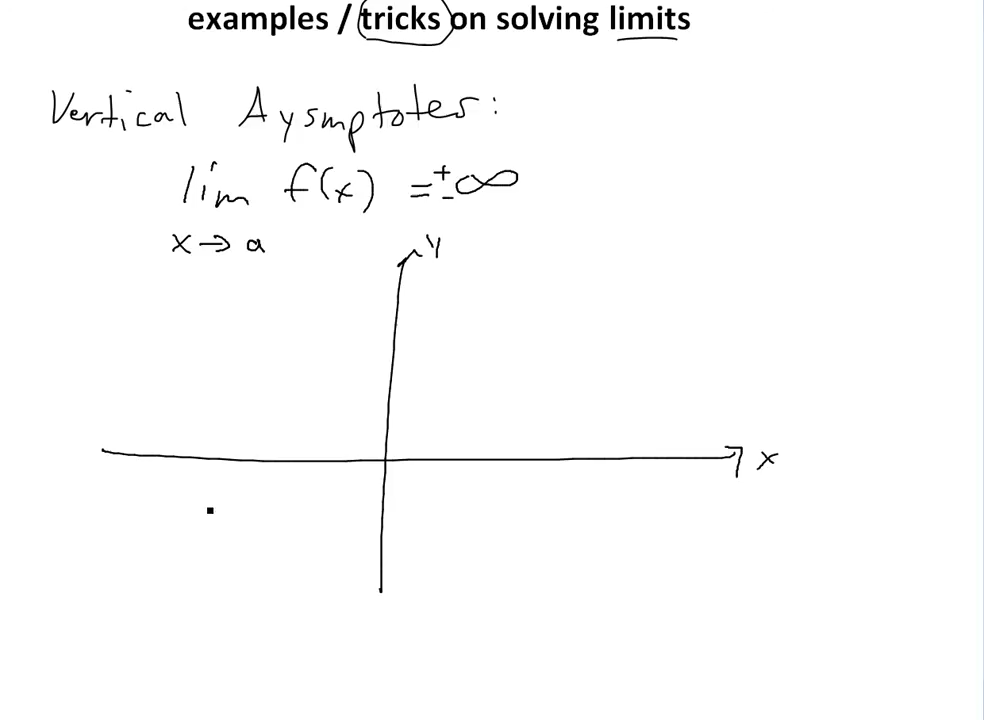 examples / tricks on solving limits
Vertical Aysmptotes:
lim f(x) = ±∞
x → a
y
x